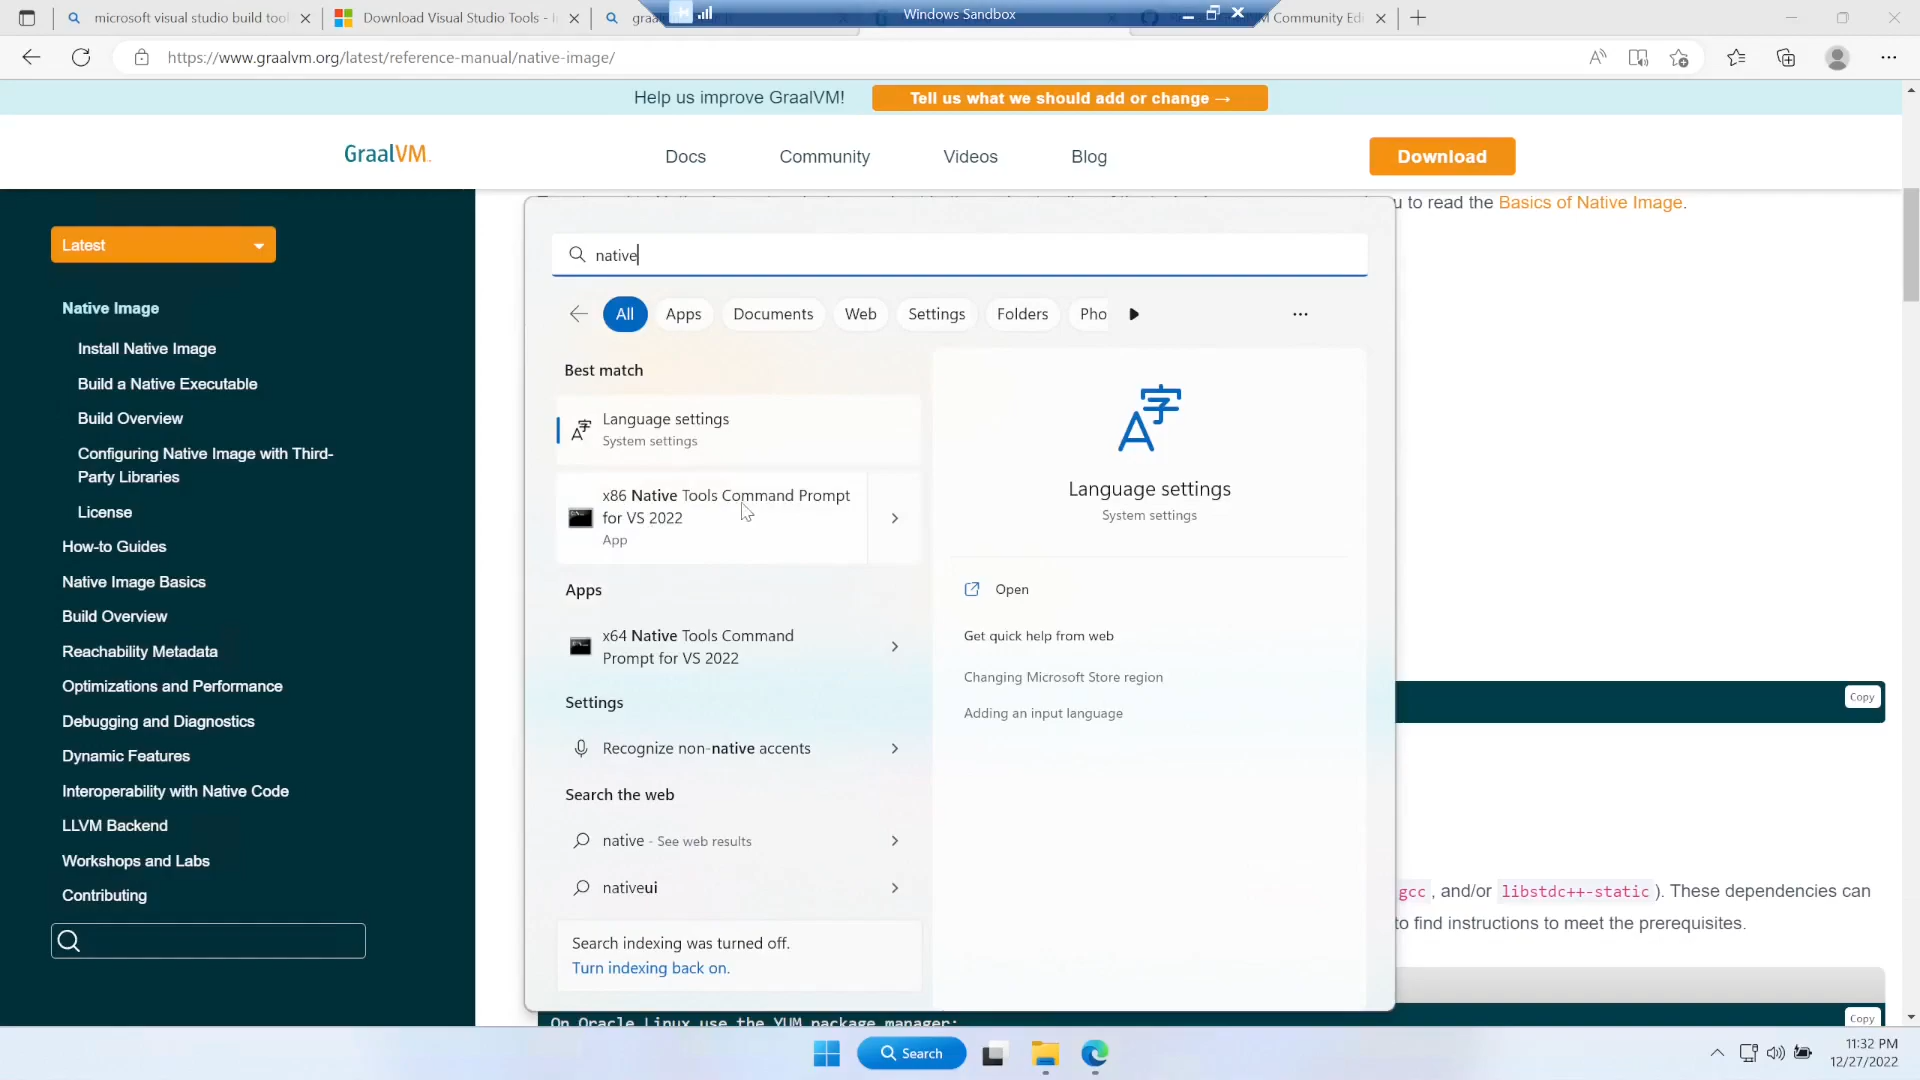 microsoft visual studio build tool
Download Visual Studio Tools - I
graal
Windows Sandbox
M Community Edi
https://www.graalvm.org/latest/reference-manual/native-image/
Help us improve GraalVM!
Tell us what we should add or change →
GraalVM
Docs
Community
Videos
Blog
Download
u to read the Basics of Native Image.
Latest
Native Image
Install Native Image
Build a Native Executable
Build Overview
Configuring Native Image with Third-
Party Libraries
License
How-to Guides
Native Image Basics
Build Overview
Reachability Metadata
Optimizations and Performance
Debugging and Diagnostics
Dynamic Features
Interoperability with Native Code
LLVM Backend
Workshops and Labs
Contributing
native
All
Apps
Documents
Web
Settings
Folders
Pho
Best match
Language settings
System settings
x86 Native Tools Command Prompt
for VS 2022
App
Apps
x64 Native Tools Command
Prompt for VS 2022
Settings
Recognize non-native accents
Search the web
native - See web results
nativeui
Search indexing was turned off.
Turn indexing back on.
Language settings
System settings
Open
Get quick help from web
Changing Microsoft Store region
Adding an input language
Copy
gcc , and/or libstdc++-static ). These dependencies can
to find instructions to meet the prerequisites.
On Oracle Linux use the YUM package manager:
Copy
Search
11:32 PM
12/27/2022